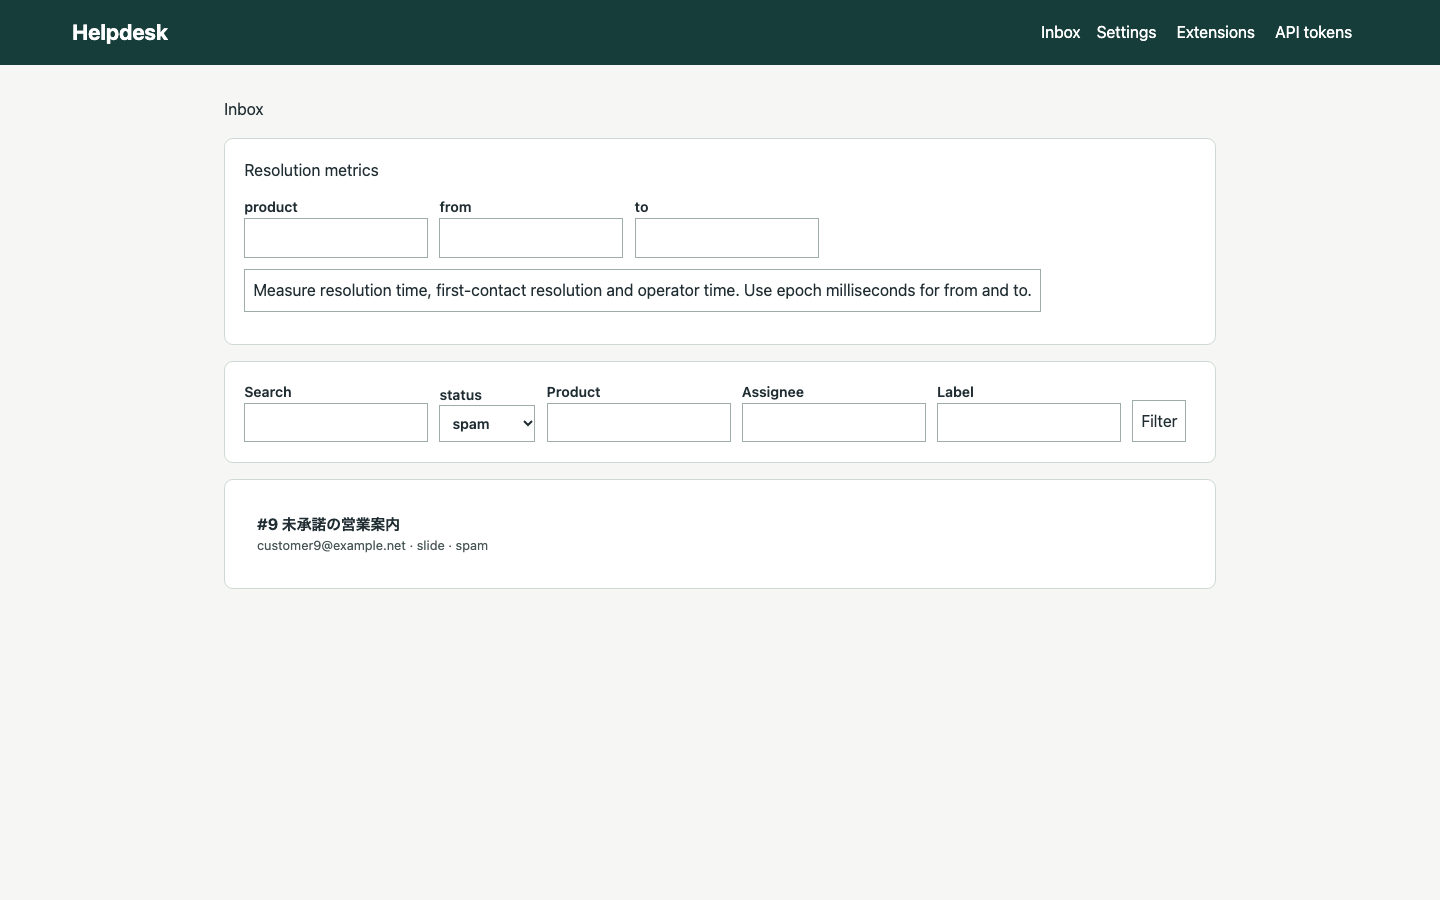 Helpdesk
Inbox Settings Extensions API tokens
Inbox
Resolution metrics
product from to
Measure resolution time, first-contact resolution and operator time. Use epoch milliseconds for from and to.
Search status Product Assignee Label
spam Filter
#9 未承諾の営業案内
customer9@example.net · slide · spam